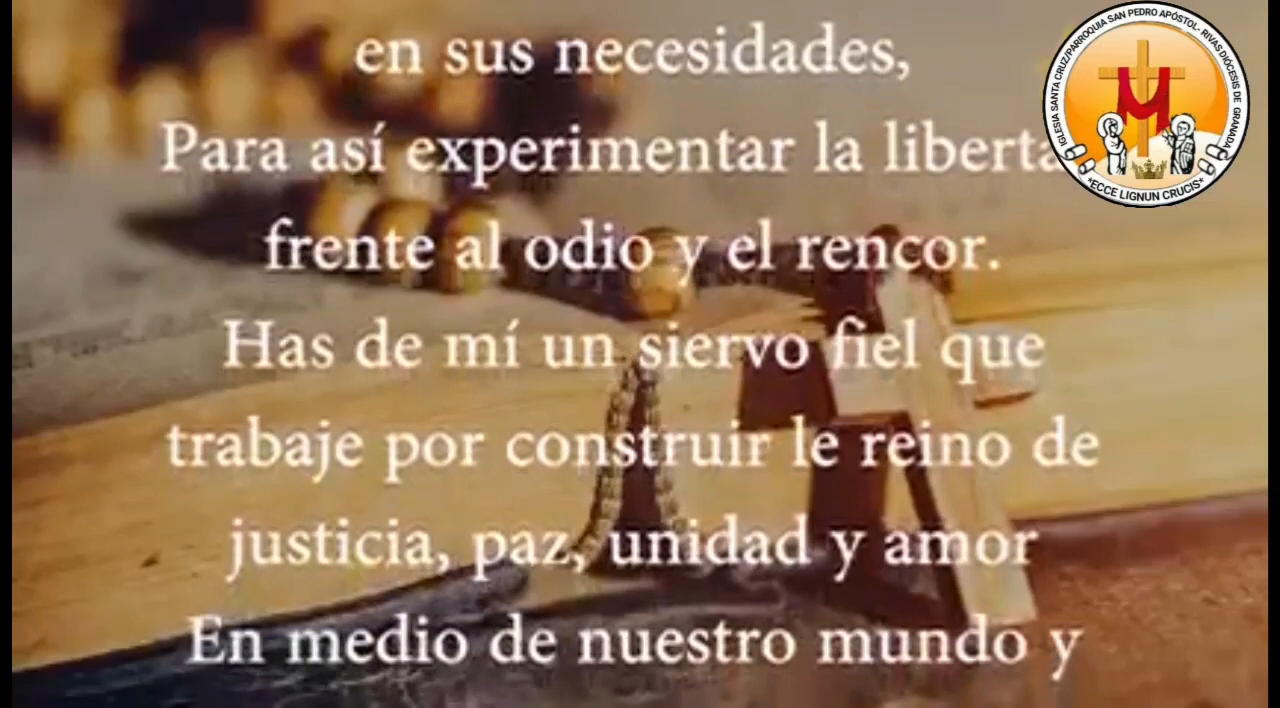 en sus necesidades,
Para así experimentar la liberta
frente al odio y el rencor.
Has de mí un siervo fiel que
trabaje por construir le reino de
justicia, paz, unidad y amor
En medio de nuestro mundo y
IGLESIA SANTA CRUZ/PARROQUIA SAN PEDRO APÓSTOL- RIVAS DIÓCESIS DE GRANADA
*ECCE LIGNUN CRUCIS*